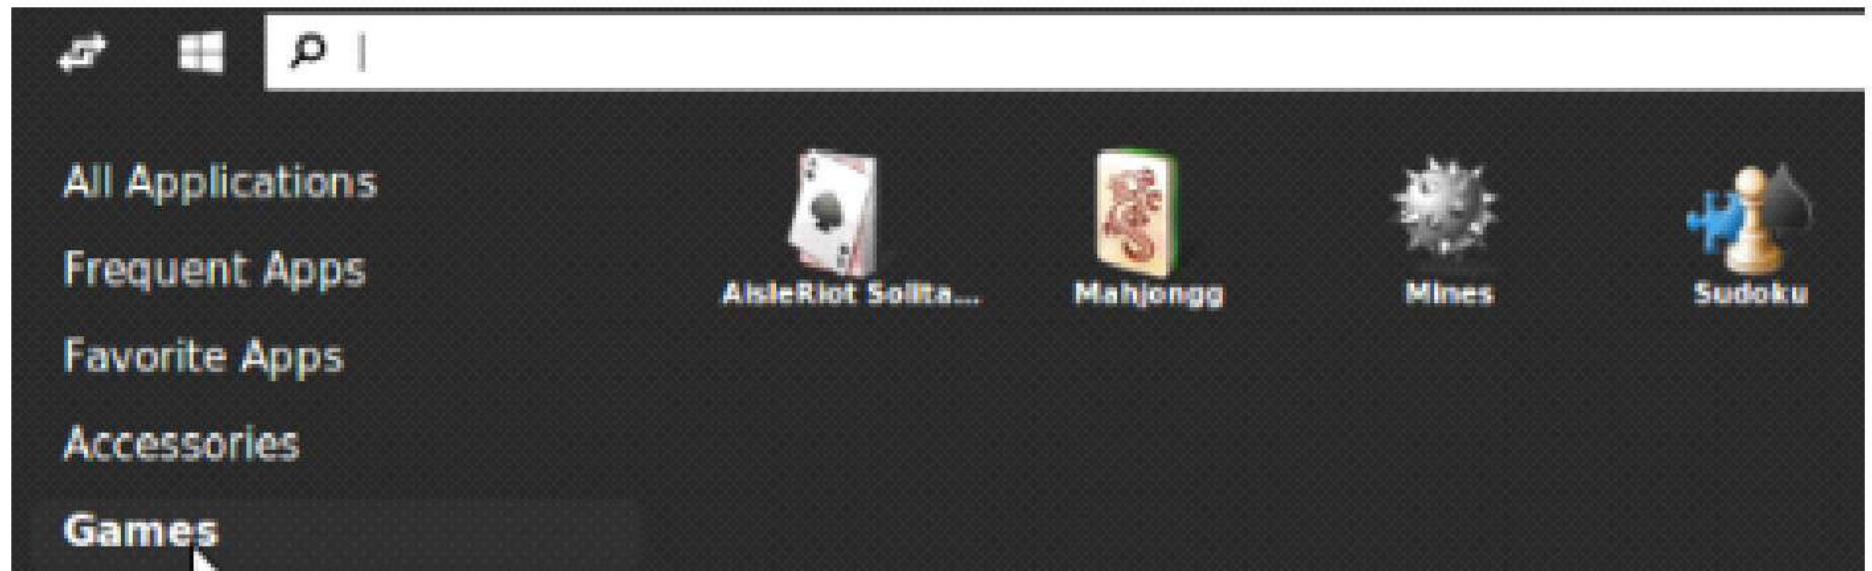 All Applications
Frequent Apps
Favorite Apps
Accessories
Games
AisleRiot Solita...
Mahjongg
Mines
Sudoku